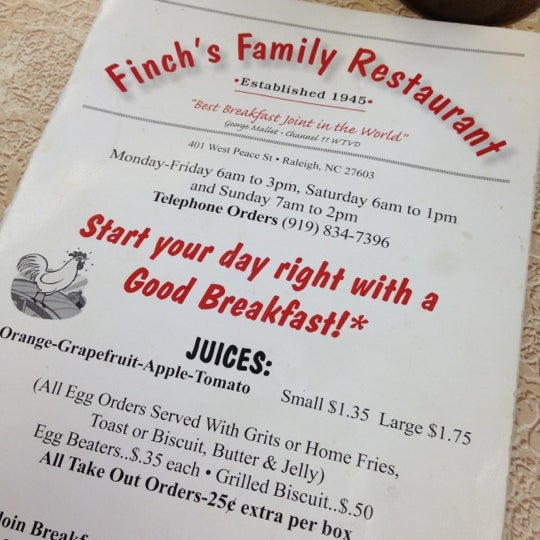 Finch's Family Restaurant
•Established 1945•
"Best Breakfast Joint in the World"
George Mallet - Channel 11 WTVD
401 West Peace St • Raleigh, NC 27603
Monday-Friday 6am to 3pm, Saturday 6am to 1pm
and Sunday 7am to 2pm
Telephone Orders (919) 834-7396
Start your day right with a
Good Breakfast!*
JUICES:
Orange-Grapefruit-Apple-Tomato Small $1.35 Large $1.75
(All Egg Orders Served With Grits or Home Fries,
Toast or Biscuit, Butter & Jelly)
Egg Beaters..$.35 each • Grilled Biscuit..$.50
All Take Out Orders-25¢ extra per box